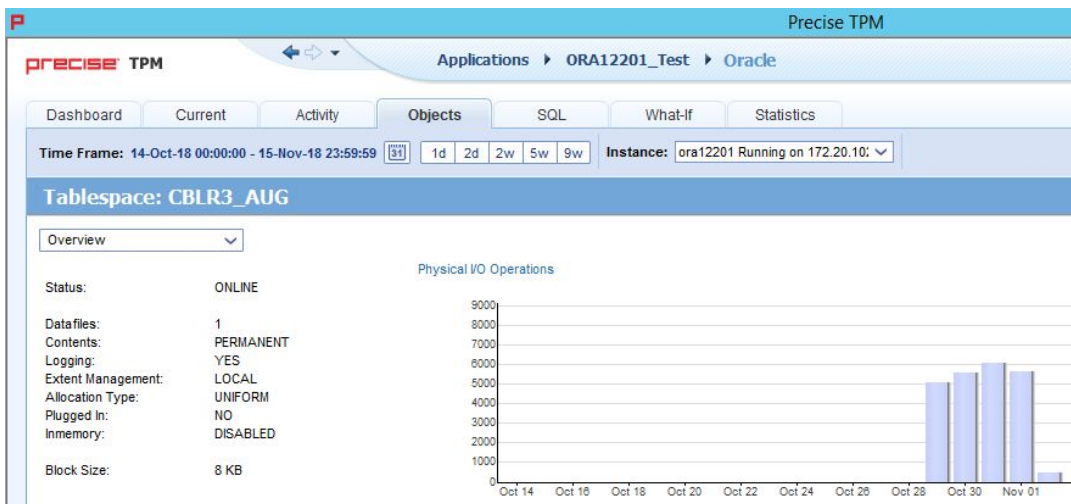 P Precise TPM
precise TPM Applications ORA12201_Test Oracle
Dashboard Current Activity Objects SQL What-If Statistics
Time Frame: 14-Oct-18 00:00:00 - 15-Nov-18 23:59:59 31 1d 2d 2w 5w 9w Instance: ora12201 Running on 172.20.102
Tablespace: CBLR3_AUG
Overview
Physical I/O Operations
Status: ONLINE
Datafiles: 1
Contents: PERMANENT
Logging: YES
Extent Management: LOCAL
Allocation Type: UNIFORM
Plugged In: NO
Inmemory: DISABLED
Block Size: 8 KB
9000
8000
7000
6000
5000
4000
3000
2000
1000
0
Oct 14 Oct 16 Oct 18 Oct 20 Oct 22 Oct 24 Oct 26 Oct 28 Oct 30 Nov 01